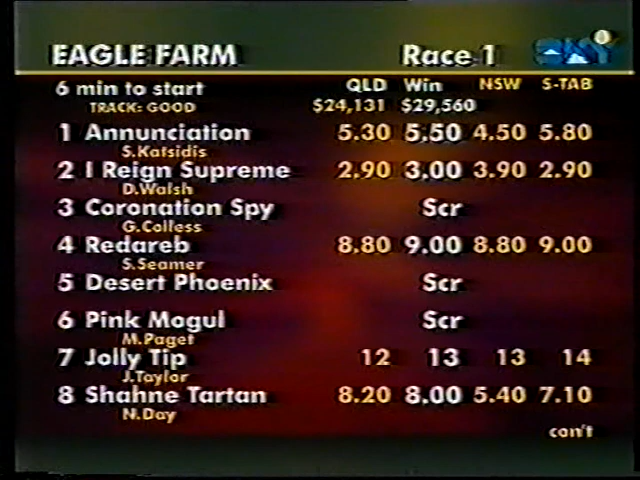 EAGLE FARM Race 1 SKY
6 min to start QLD Win NSW S-TAB
TRACK: GOOD $24,131 $29,560
1 Annunciation 5.30 5.50 4.50 5.80
S.Katsidis
2 I Reign Supreme 2.90 3.00 3.90 2.90
D.Walsh
3 Coronation Spy Scr
G.Colless
4 Redareb 8.80 9.00 8.80 9.00
S.Seamer
5 Desert Phoenix Scr
6 Pink Mogul Scr
M.Paget
7 Jolly Tip 12 13 13 14
J.Taylor
8 Shahne Tartan 8.20 8.00 5.40 7.10
N.Day
con't